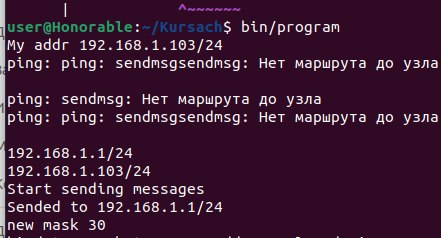 | ^~~~~~~
user@Honorable:~/Kursach$ bin/program
My addr 192.168.1.103/24
ping: ping: sendmsgsendmsg: Нет маршрута до узла
ping: sendmsg: Нет маршрута до узла
ping: ping: sendmsgsendmsg: Нет маршрута до узла
192.168.1.1/24
192.168.1.103/24
Start sending messages
Sended to 192.168.1.1/24
new mask 30